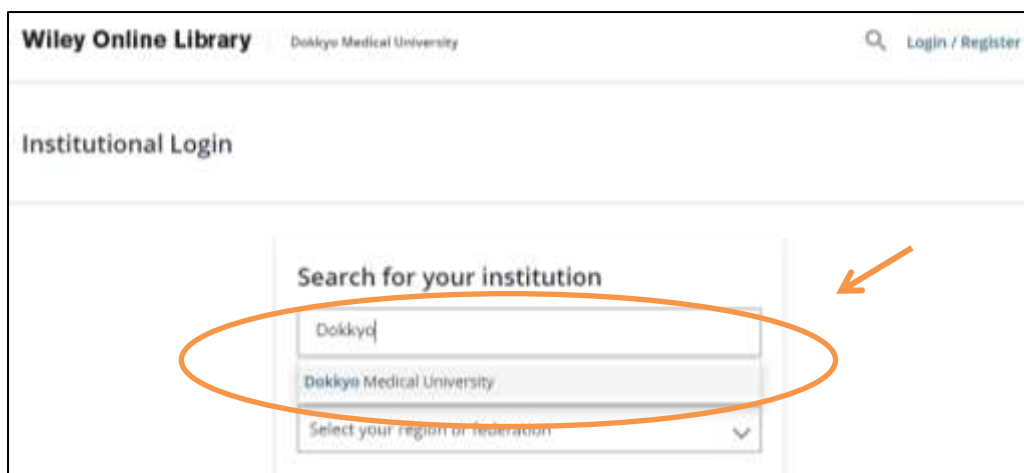 Wiley Online Library
Dokkyo Medical University
Login / Register
Institutional Login
Search for your institution
Dokkyo
Dokkyo Medical University
Select your region or federation